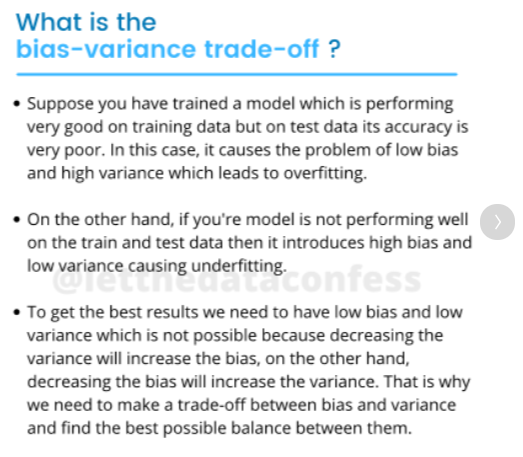 What is the
bias-variance trade-off ?
• Suppose you have trained a model which is performing
very good on training data but on test data its accuracy is
very poor. In this case, it causes the problem of low bias
and high variance which leads to overfitting.
• On the other hand, if you're model is not performing well
on the train and test data then it introduces high bias and
low variance causing underfitting.
@letthedataconfess
• To get the best results we need to have low bias and low
variance which is not possible because decreasing the
variance will increase the bias, on the other hand,
decreasing the bias will increase the variance. That is why
we need to make a trade-off between bias and variance
and find the best possible balance between them.